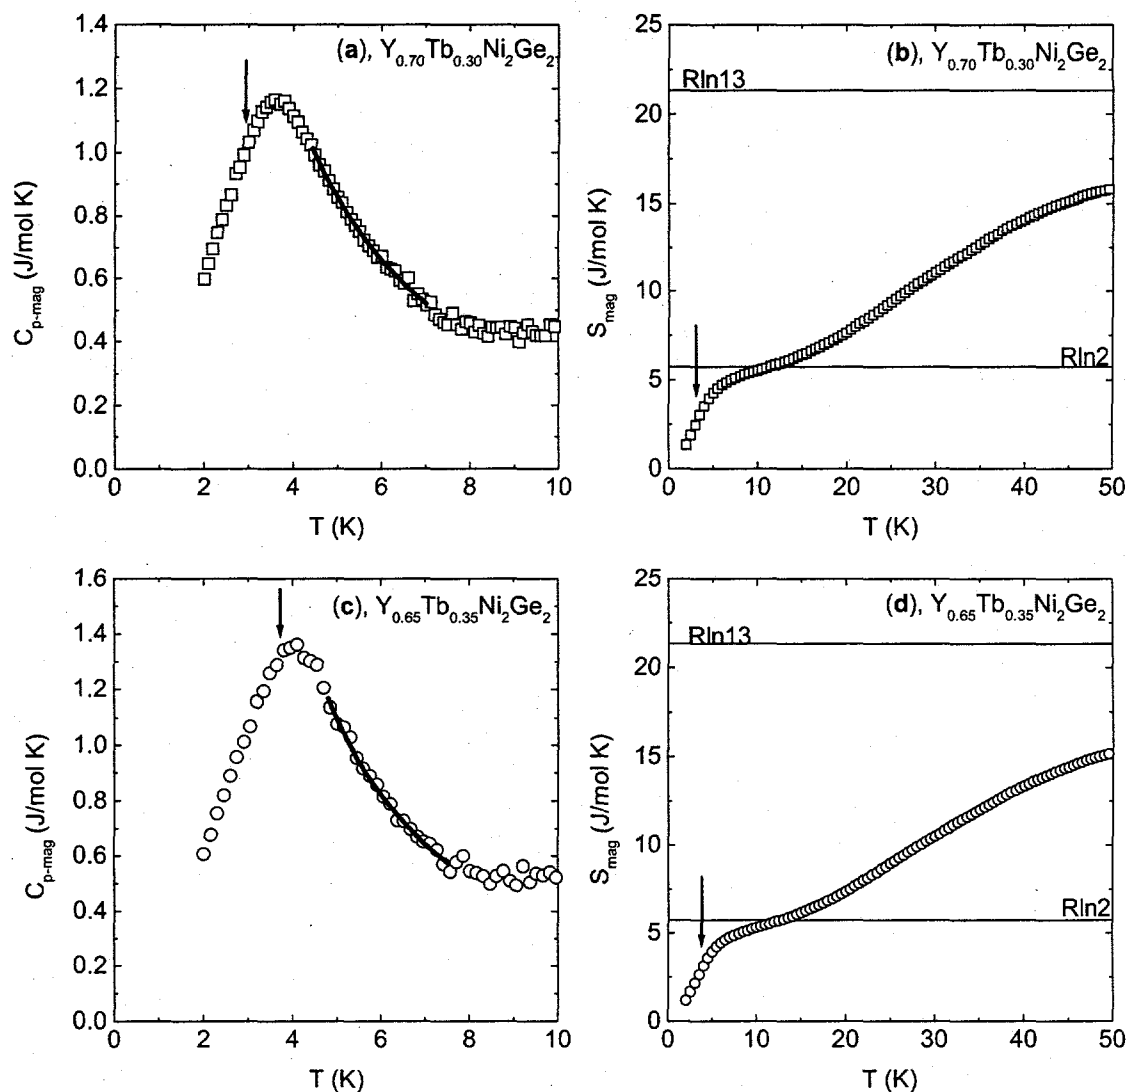 (a), Y0.70Tb0.30Ni2Ge2
C_p-mag (J/mol K)
1.4
1.2
1.0
0.8
0.6
0.4
0.2
0.0
0 2 4 6 8 10
T (K)
(b), Y0.70Tb0.30Ni2Ge2
S_mag (J/mol K)
25
20
15
10
5
0
Rln13
Rln2
0 10 20 30 40 50
T (K)
(c), Y0.65Tb0.35Ni2Ge2
C_p-mag (J/mol K)
1.6
1.4
1.2
1.0
0.8
0.6
0.4
0.2
0.0
0 2 4 6 8 10
T (K)
(d), Y0.65Tb0.35Ni2Ge2
S_mag (J/mol K)
25
20
15
10
5
0
Rln13
Rln2
0 10 20 30 40 50
T (K)